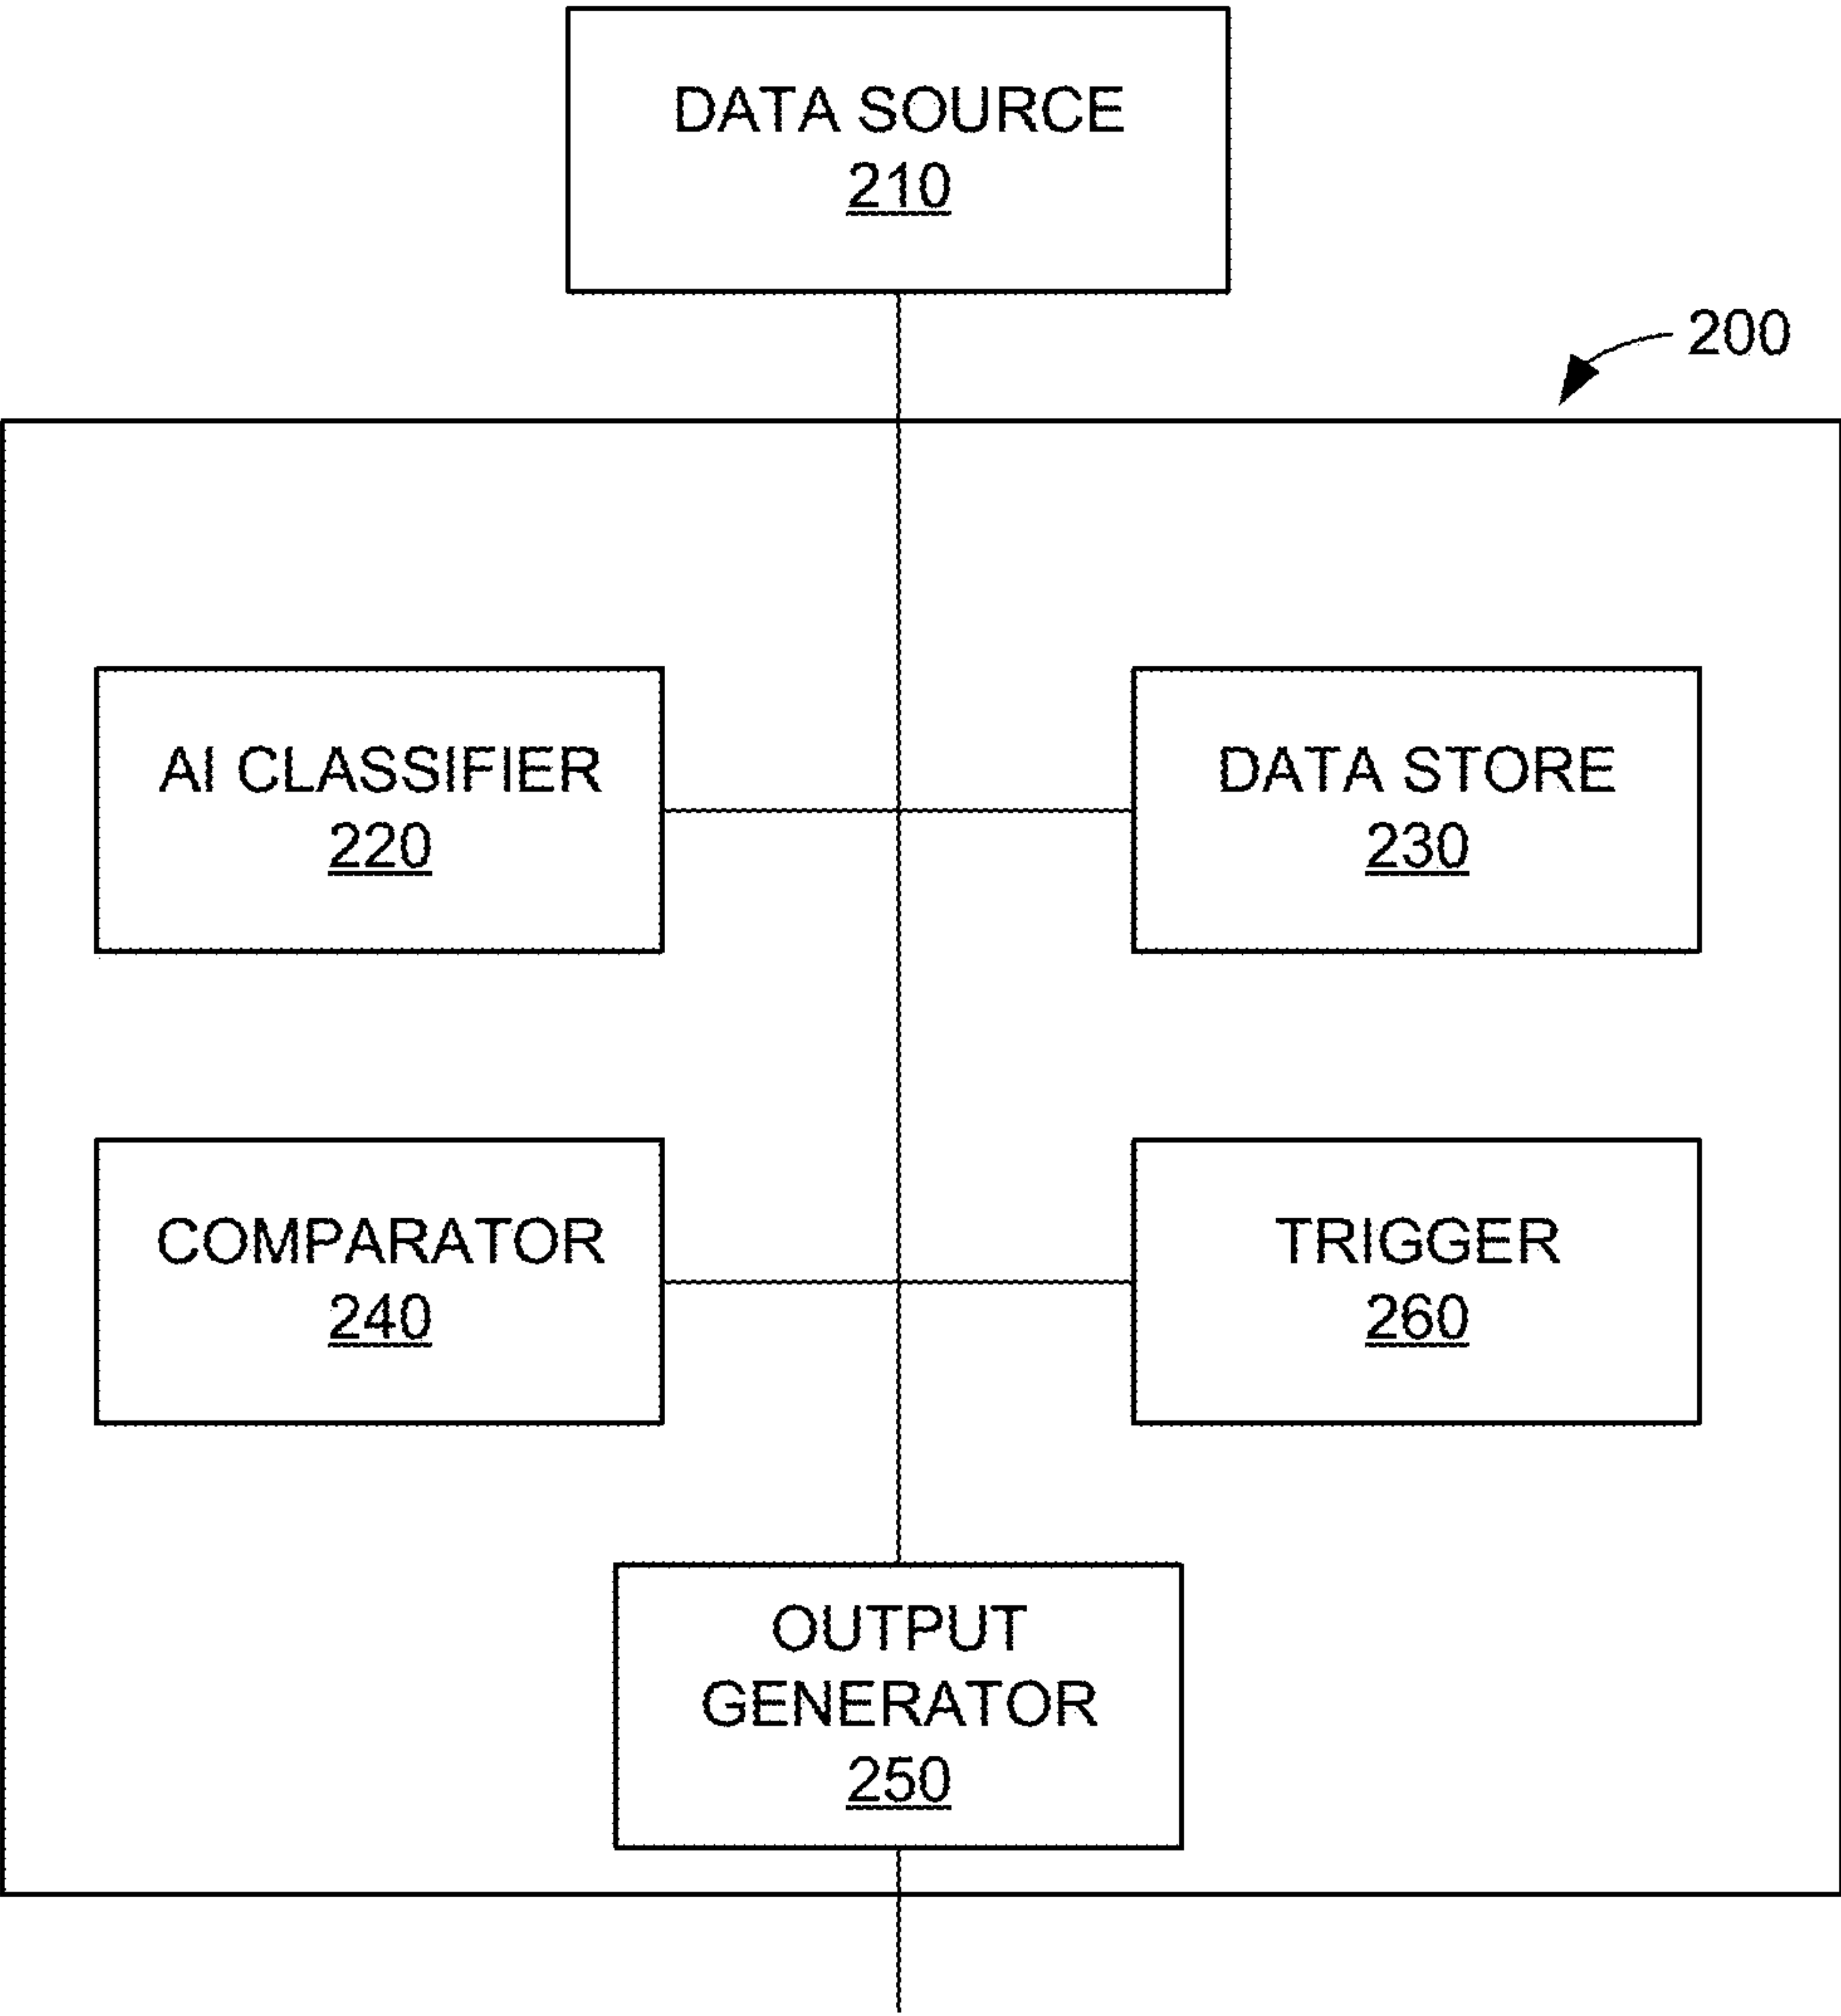 DATA SOURCE
210
200
AI CLASSIFIER
220
DATA STORE
230
COMPARATOR
240
TRIGGER
260
OUTPUT
GENERATOR
250